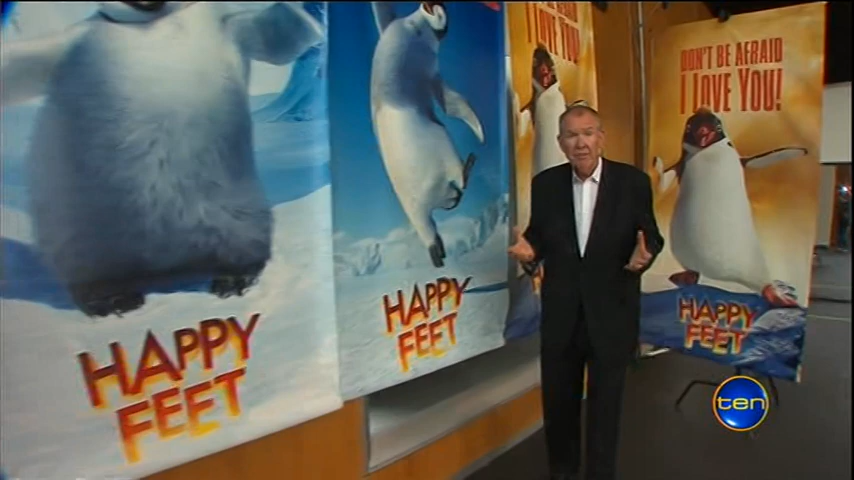 HAPPY
FEET
HAPPY
FEET
I LOVE
YOU!
DON'T BE AFRAID
I LOVE YOU!
HAPPY
FEET
ten